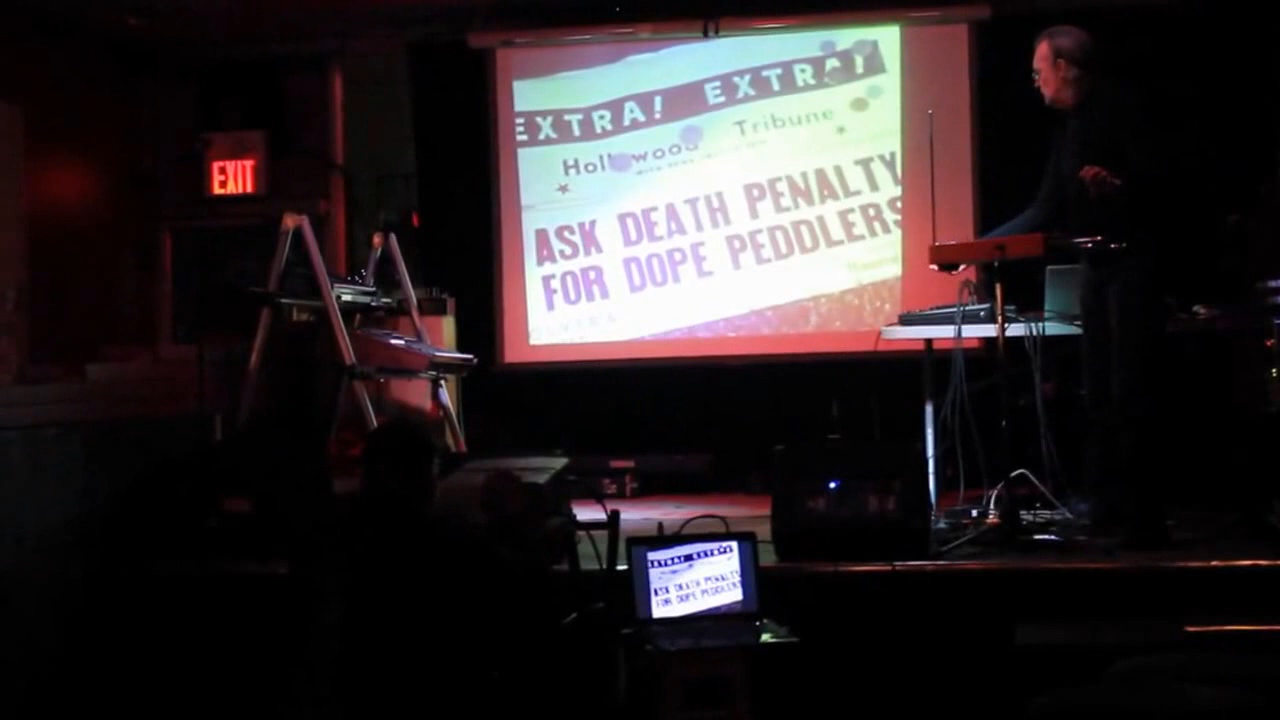 EXIT
EXTRA! EXTRA!
Hollywood Tribune
ASK DEATH PENALTY
FOR DOPE PEDDLERS
EXTRA! EXTRA!
ASK DEATH PENALTY
FOR DOPE PEDDLERS